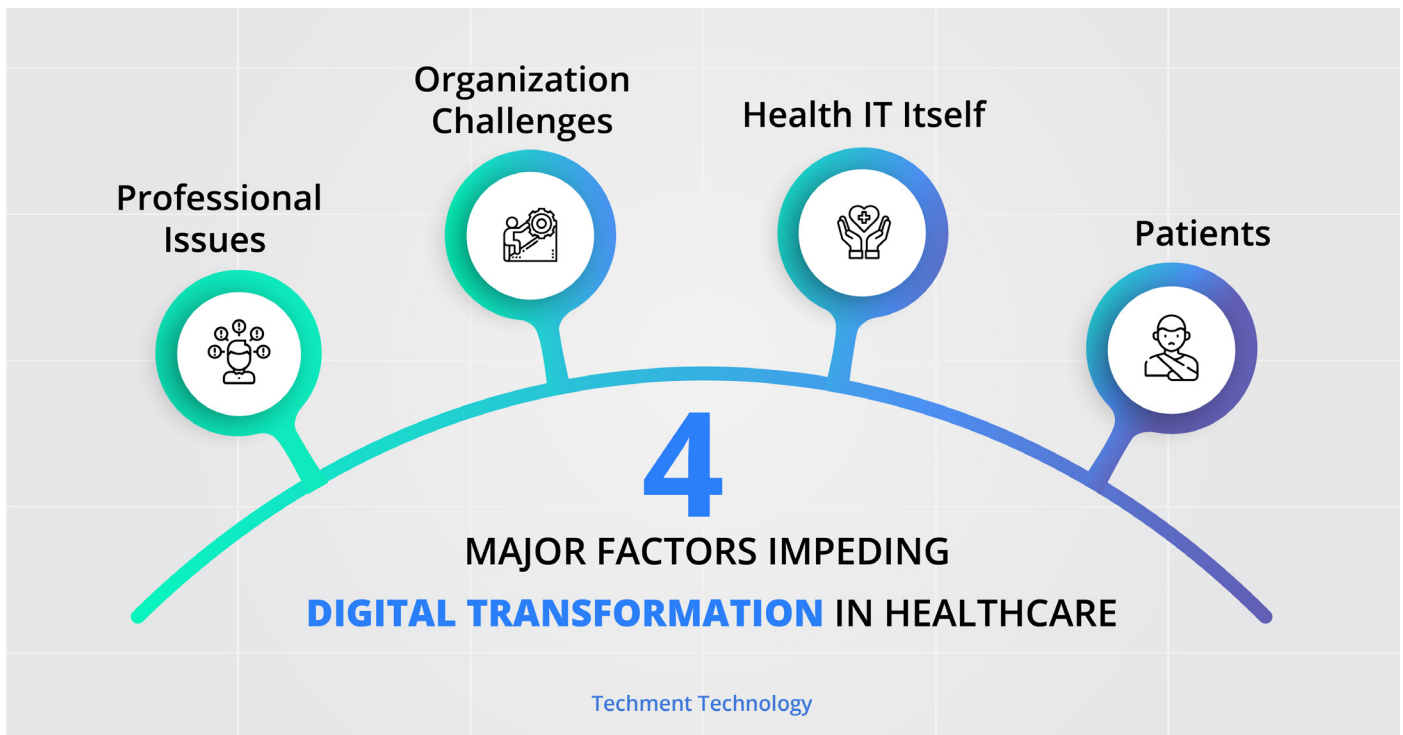 Professional
Issues
Organization
Challenges
Health IT Itself
Patients
4
MAJOR FACTORS IMPEDING
DIGITAL TRANSFORMATION IN HEALTHCARE
Techment Technology